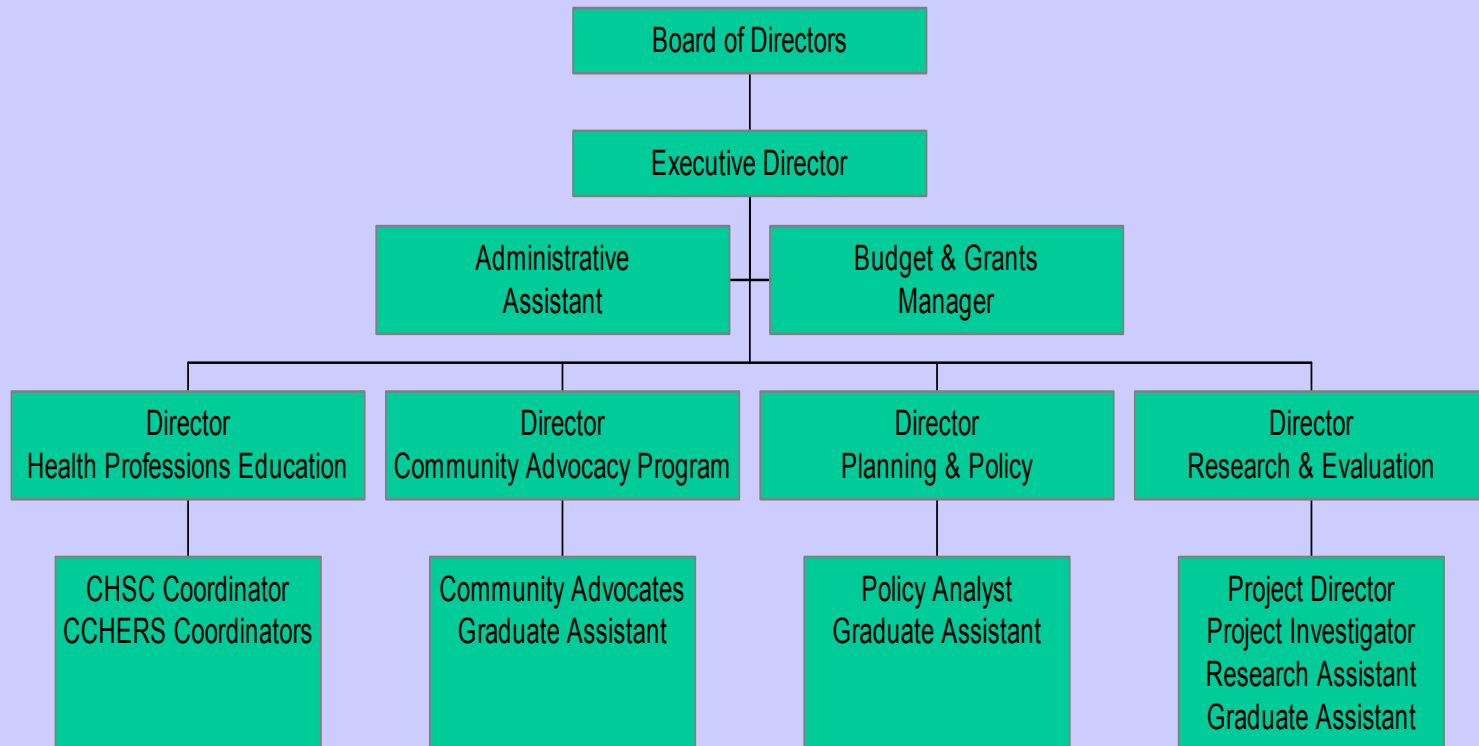 Board of Directors
Executive Director
Administrative
Assistant
Budget & Grants
Manager
Director
Health Professions Education
Director
Community Advocacy Program
Director
Planning & Policy
Director
Research & Evaluation
CHSC Coordinator
CCHERS Coordinators
Community Advocates
Graduate Assistant
Policy Analyst
Graduate Assistant
Project Director
Project Investigator
Research Assistant
Graduate Assistant